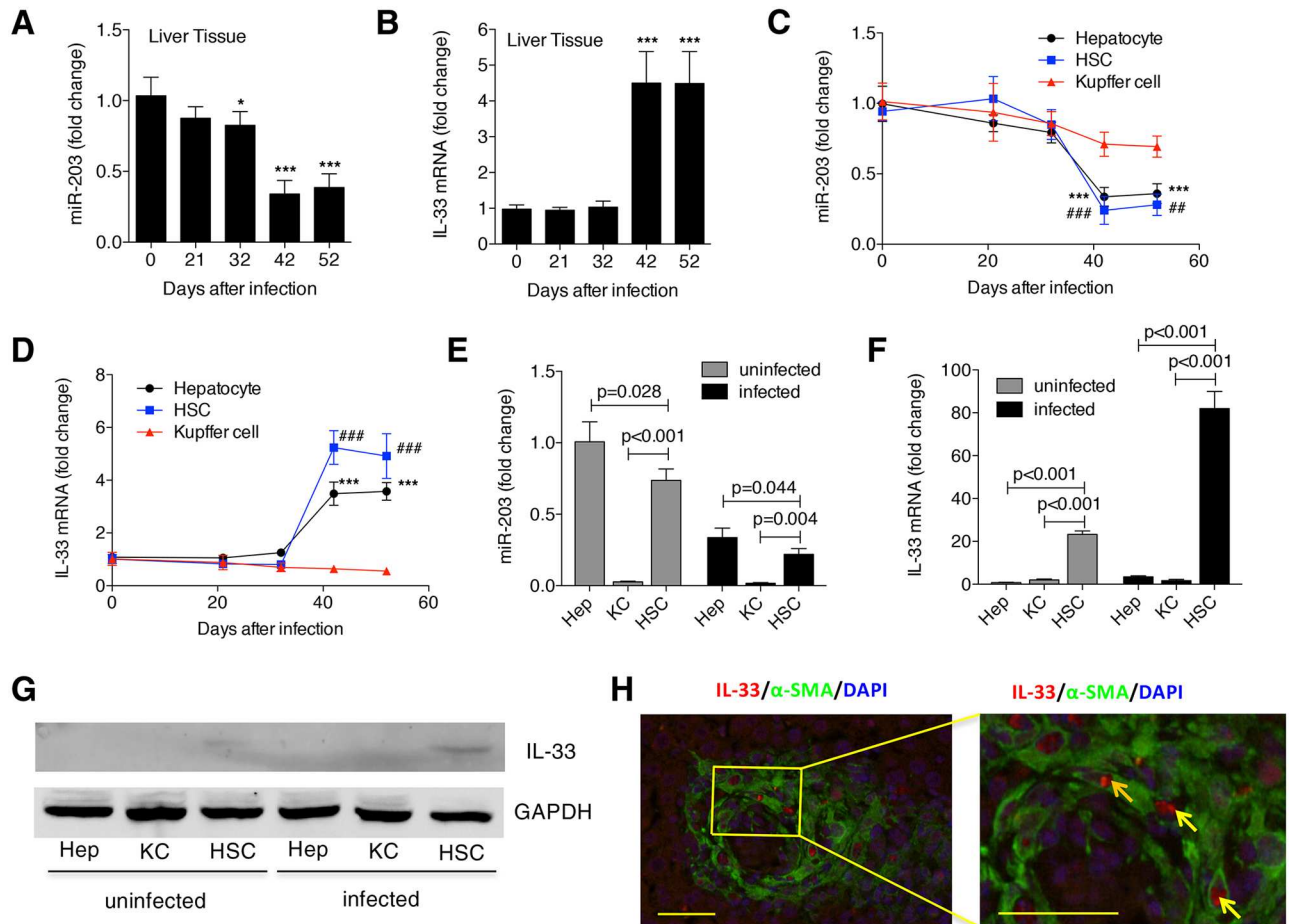 A
Liver Tissue
miR-203 (fold change)
1.5
1.0
0.5
0.0
*
***
***
0 21 32 42 52
Days after infection
B
Liver Tissue
IL-33 mRNA (fold change)
6
5
4
3
2
1
0
*** ***
0 21 32 42 52
Days after infection
C
miR-203 (fold change)
1.5
1.0
0.5
0.0
Hepatocyte
HSC
Kupffer cell
***
###
***
##
0 20 40 60
Days after infection
D
IL-33 mRNA (fold change)
8
6
4
2
0
Hepatocyte
HSC
Kupffer cell
###
###
***
***
0 20 40 60
Days after infection
E
miR-203 (fold change)
1.5
1.0
0.5
0.0
uninfected
infected
p=0.028
p<0.001
p=0.044
p=0.004
Hep KC HSC Hep KC HSC
F
IL-33 mRNA (fold change)
100
80
60
40
20
0
uninfected
infected
p<0.001
p<0.001
p<0.001
p<0.001
Hep KC HSC Hep KC HSC
G
IL-33
GAPDH
Hep KC HSC Hep KC HSC
uninfected infected
H
IL-33/α-SMA/DAPI
IL-33/α-SMA/DAPI